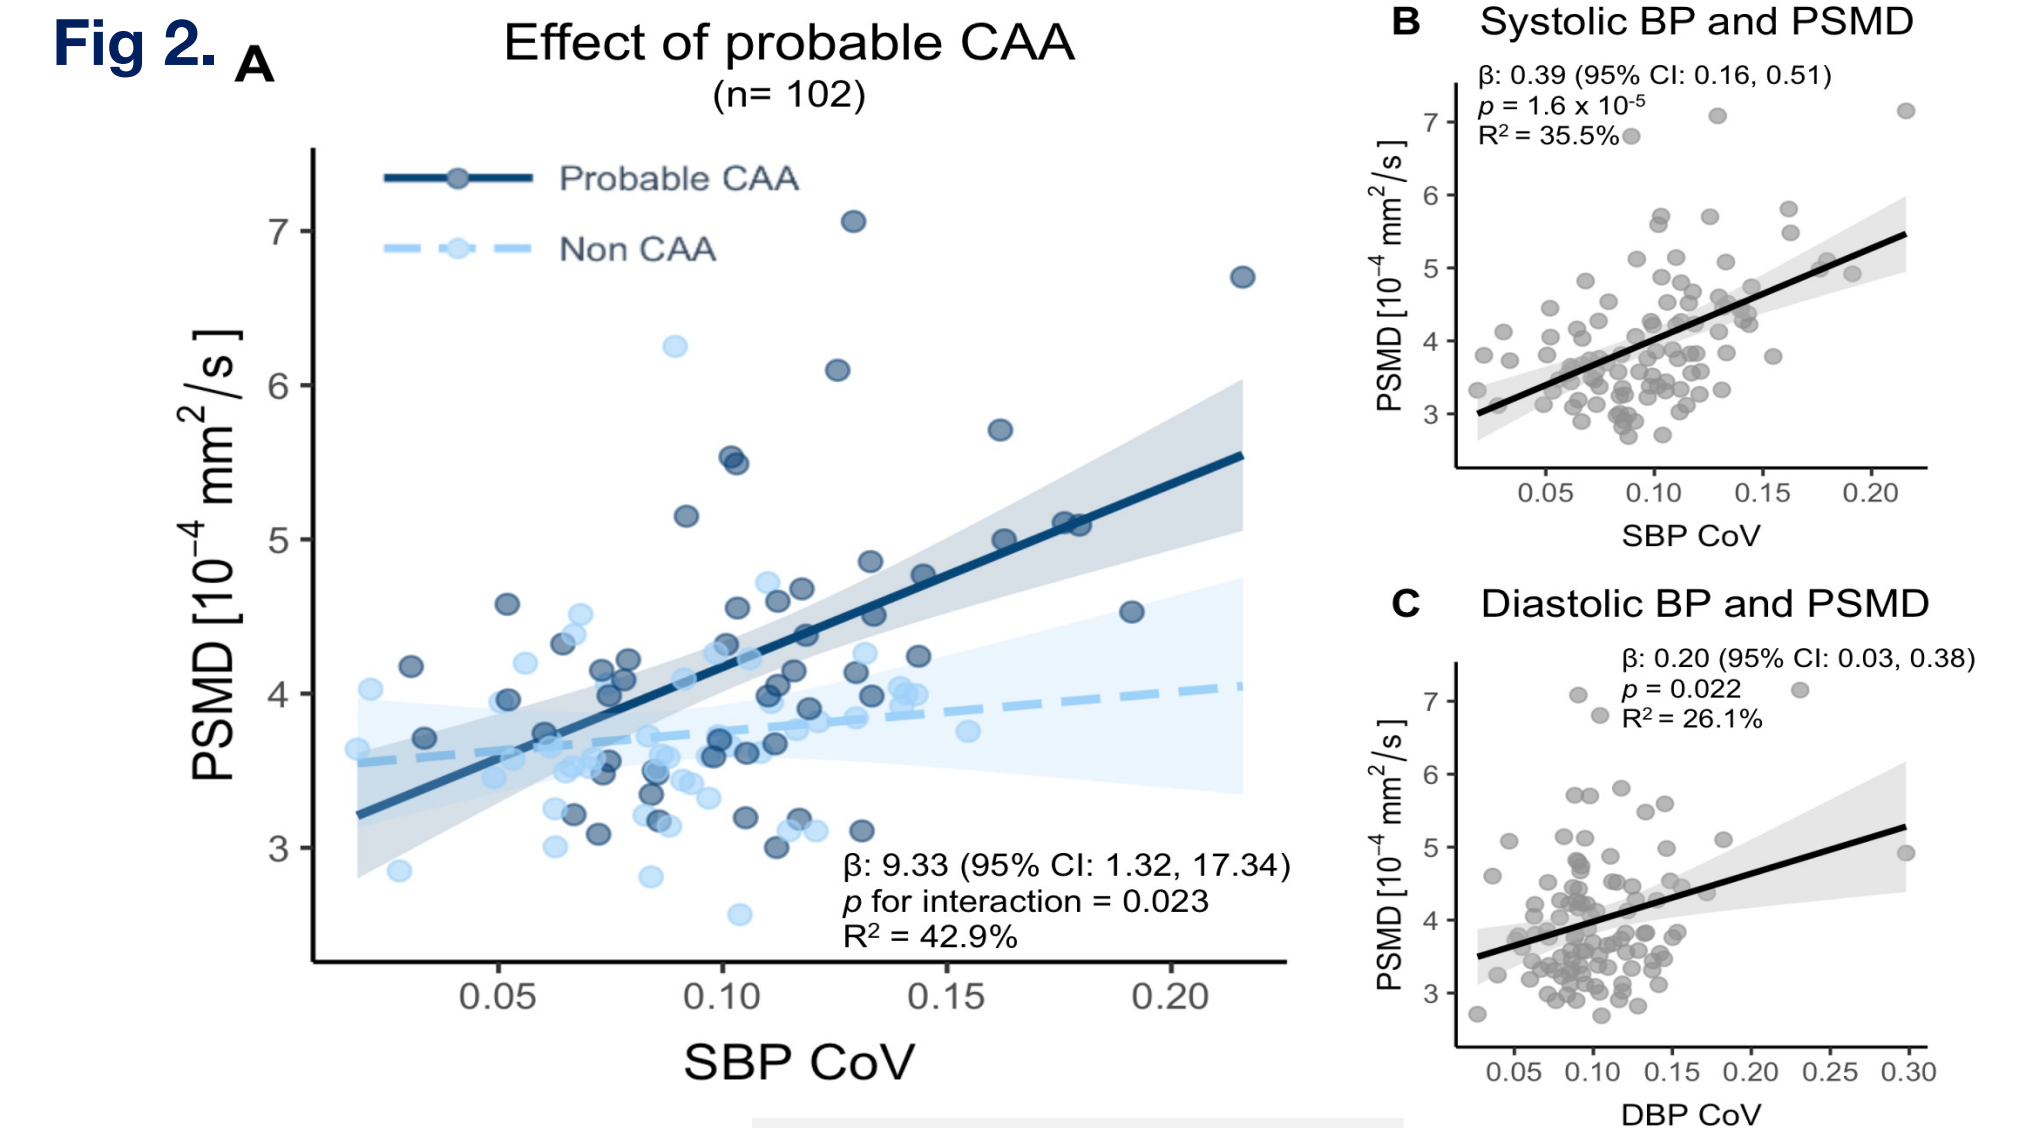 Fig 2.
A
Effect of probable CAA
(n= 102)
Probable CAA
Non CAA
7
6
5
4
3
PSMD [10⁻⁴ mm²/s ]
β: 9.33 (95% CI: 1.32, 17.34)
p for interaction = 0.023
R² = 42.9%
0.05 0.10 0.15 0.20
SBP CoV
B Systolic BP and PSMD
β: 0.39 (95% CI: 0.16, 0.51)
p = 1.6 x 10⁻⁵
R² = 35.5%
7
6
5
4
3
PSMD [10⁻⁴ mm²/s ]
0.05 0.10 0.15 0.20
SBP CoV
C Diastolic BP and PSMD
β: 0.20 (95% CI: 0.03, 0.38)
p = 0.022
R² = 26.1%
7
6
5
4
3
PSMD [10⁻⁴ mm²/s ]
0.05 0.10 0.15 0.20 0.25 0.30
DBP CoV